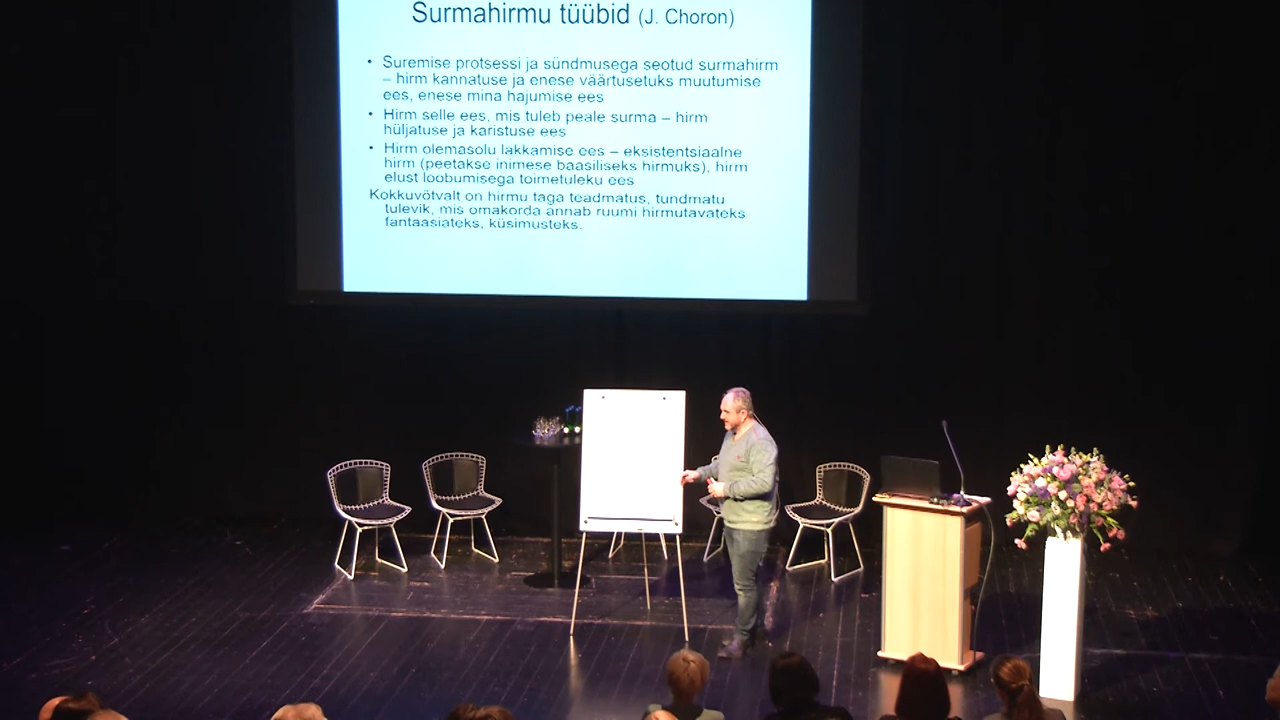 Surmahirmu tüübid (J. Choron)
• Suremise protsessi ja sündmusega seotud surmahirm
– hirm kannatuse ja enese väärtusetuks muutumise
ees, enese mina hajumise ees
• Hirm selle ees, mis tuleb peale surma – hirm
hüljatuse ja karistuse ees
• Hirm olemasolu lakkamise ees – eksistentsiaalne
hirm (peetakse inimese baasiliseks hirmuks), hirm
elust loobumisega toimetuleku ees
Kokkuvõtvalt on hirmu taga teadmatus, tundmatu
tulevik, mis omakorda annab ruumi hirmutavateks
fantaasiateks, küsimusteks.